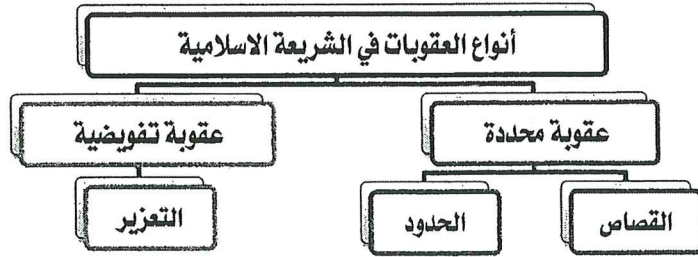 أنواع العقوبات في الشريعة الاسلامية
عقوبة محددة
عقوبة تفويضية
القصاص
الحدود
التعزير